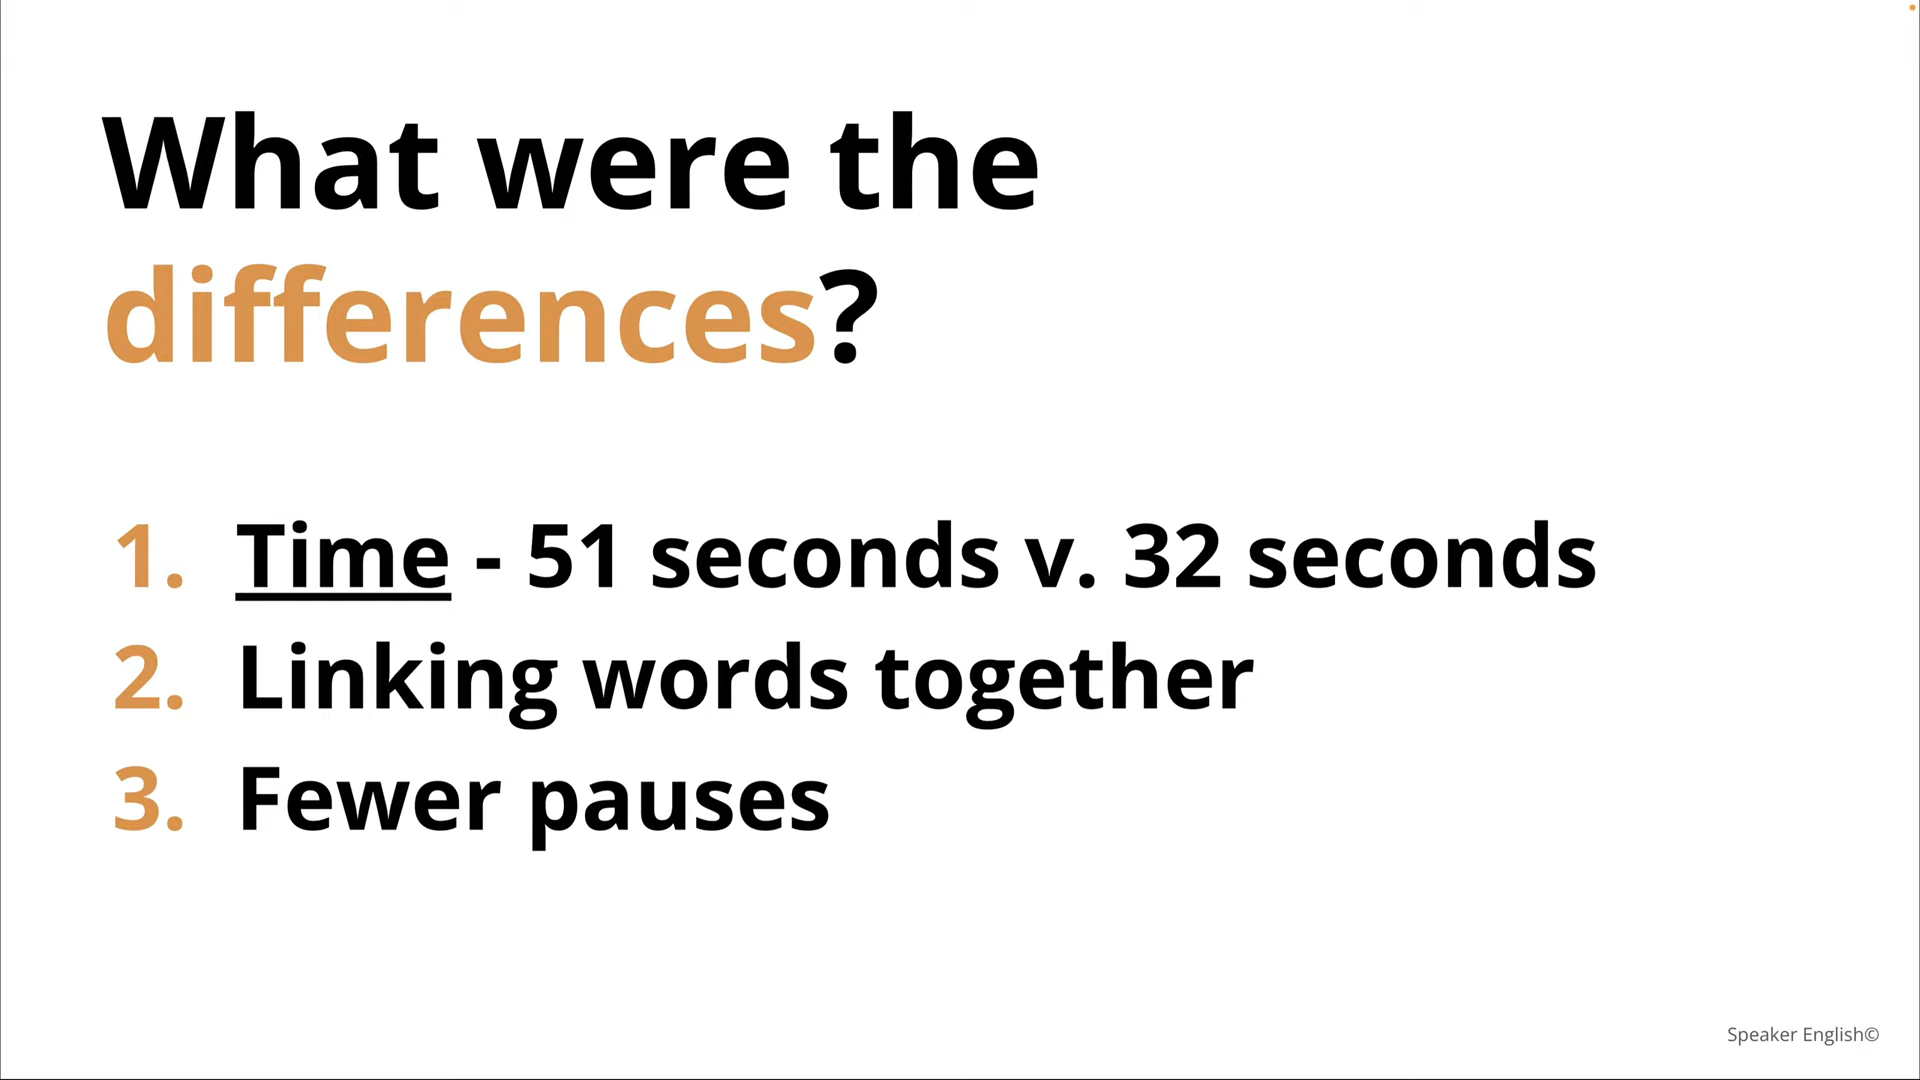 What were the
differences?
1. Time - 51 seconds v. 32 seconds
2. Linking words together
3. Fewer pauses
Speaker English©